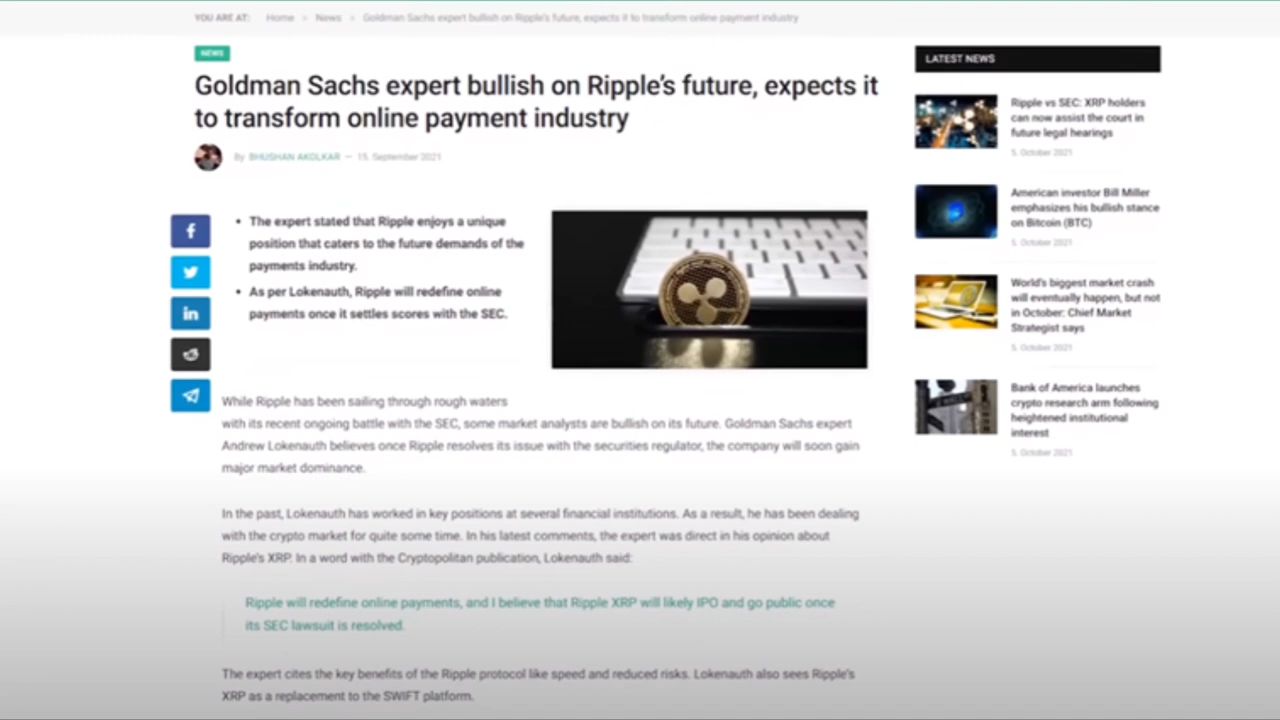 YOU ARE AT: Home » News » Goldman Sachs expert bullish on Ripple's future, expects it to transform online payment industry
NEWS
Goldman Sachs expert bullish on Ripple's future, expects it
to transform online payment industry
By BHUSHAN AKOLKAR — 15. September 2021
• The expert stated that Ripple enjoys a unique
position that caters to the future demands of the
payments industry.
• As per Lokenauth, Ripple will redefine online
payments once it settles scores with the SEC.
While Ripple has been sailing through rough waters
with its recent ongoing battle with the SEC, some market analysts are bullish on its future. Goldman Sachs expert
Andrew Lokenauth believes once Ripple resolves its issue with the securities regulator, the company will soon gain
major market dominance.
In the past, Lokenauth has worked in key positions at several financial institutions. As a result, he has been dealing
with the crypto market for quite some time. In his latest comments, the expert was direct in his opinion about
Ripple's XRP. In a word with the Cryptopolitan publication, Lokenauth said:
Ripple will redefine online payments, and I believe that Ripple XRP will likely IPO and go public once
its SEC lawsuit is resolved.
The expert cites the key benefits of the Ripple protocol like speed and reduced risks. Lokenauth also sees Ripple's
XRP as a replacement to the SWIFT platform.
LATEST NEWS
Ripple vs SEC: XRP holders
can now assist the court in
future legal hearings
5. October 2021
American investor Bill Miller
emphasizes his bullish stance
on Bitcoin (BTC)
5. October 2021
World's biggest market crash
will eventually happen, but not
in October: Chief Market
Strategist says
5. October 2021
Bank of America launches
crypto research arm following
heightened institutional
interest
5. October 2021